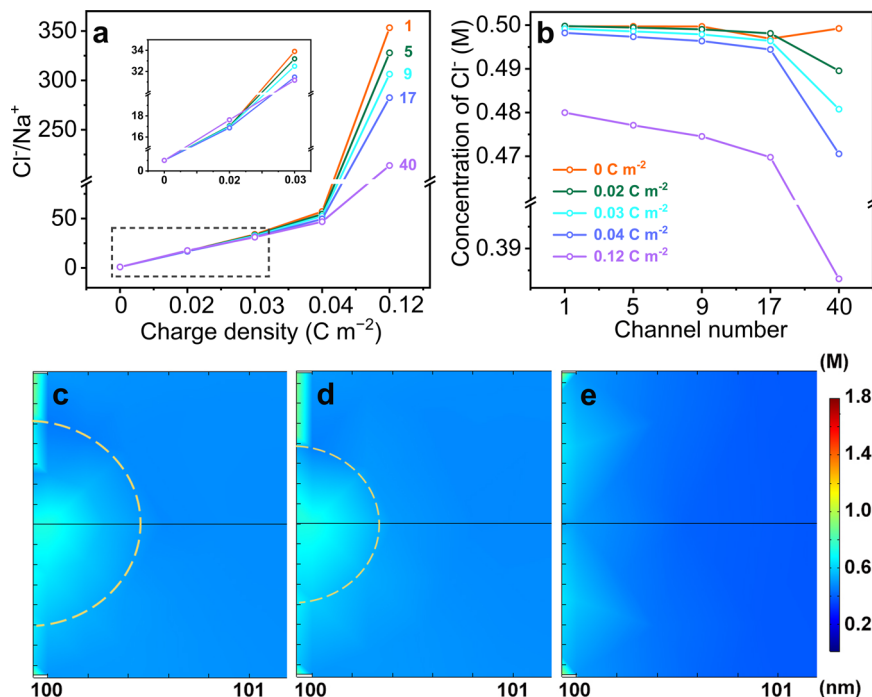 a
350
300
250
50
0
Cl⁻/Na⁺
1
5
9
17
40
34
32
18
16
0
0
0.02
0.03
0
0.02
0.03
0.04
0.12
Charge density (C m⁻²)
b
0.50
0.49
0.48
0.47
0.39
Concentration of Cl⁻ (M)
0 C m⁻²
0.02 C m⁻²
0.03 C m⁻²
0.04 C m⁻²
0.12 C m⁻²
1
5
9
17
40
Channel number
c
d
e
(M)
1.8
1.4
1.0
0.6
0.2
100
101
100
101
100
101
(nm)